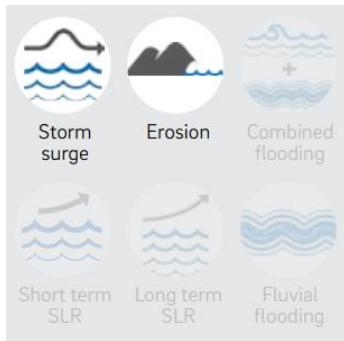 Storm
surge
Erosion
Combined
flooding
Short term
SLR
Long term
SLR
Fluvial
flooding